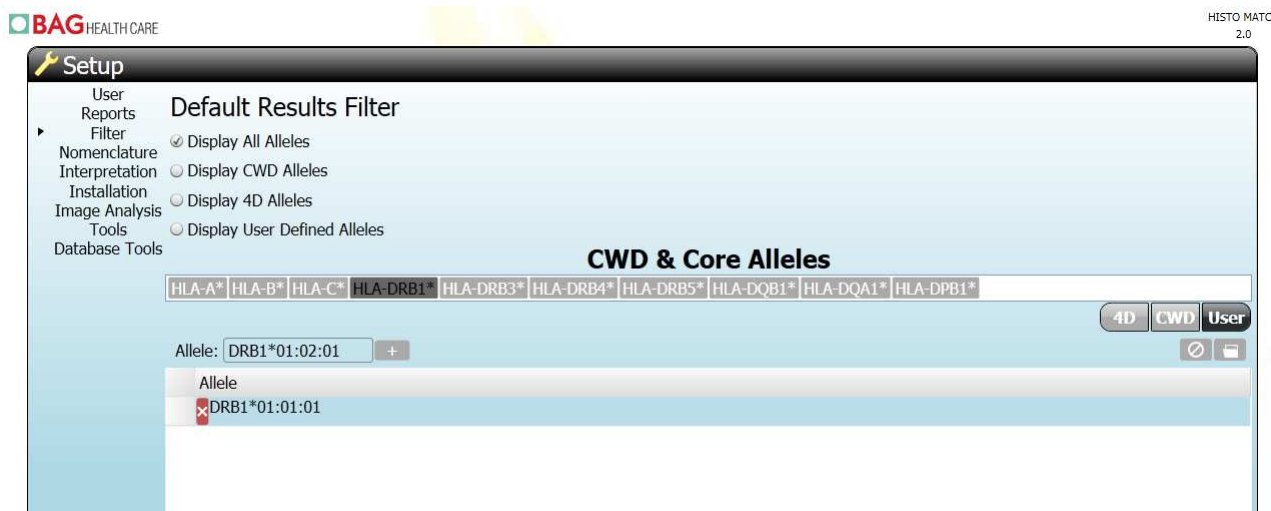 BAG HEALTH CARE
HISTO MATC
2.0
Setup
User
Reports
Filter
Nomenclature
Interpretation
Installation
Image Analysis
Tools
Database Tools
Default Results Filter
Display All Alleles
Display CWD Alleles
Display 4D Alleles
Display User Defined Alleles
CWD & Core Alleles
HLA-A* HLA-B* HLA-C* HLA-DRB1* HLA-DRB3* HLA-DRB4* HLA-DRB5* HLA-DQB1* HLA-DQA1* HLA-DPB1*
4D CWD User
Allele: DRB1*01:02:01 +
Allele
DRB1*01:01:01